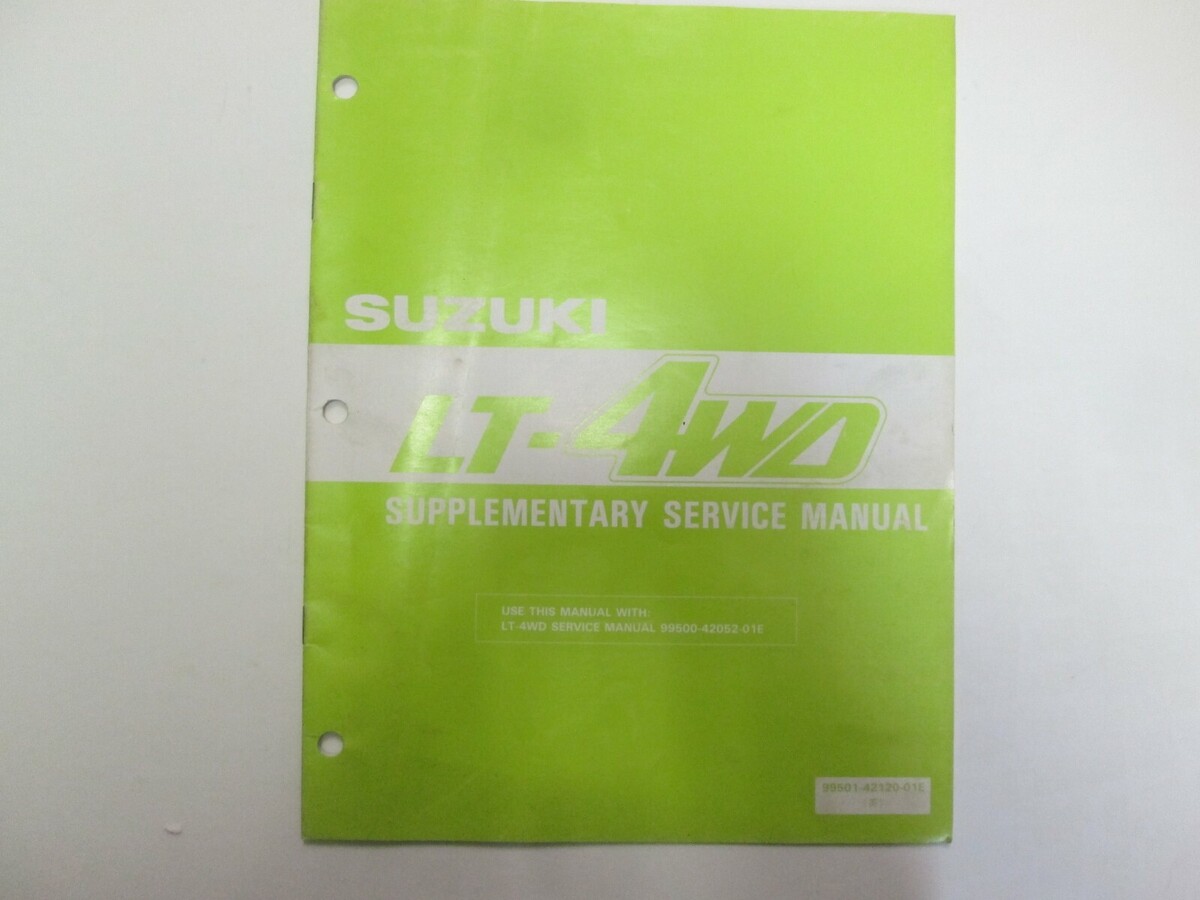 SUZUKI
LT-4WD
SUPPLEMENTARY SERVICE MANUAL
USE THIS MANUAL WITH:
LT-4WD SERVICE MANUAL 99500-42052-01E
99501-42120-01E
(英)